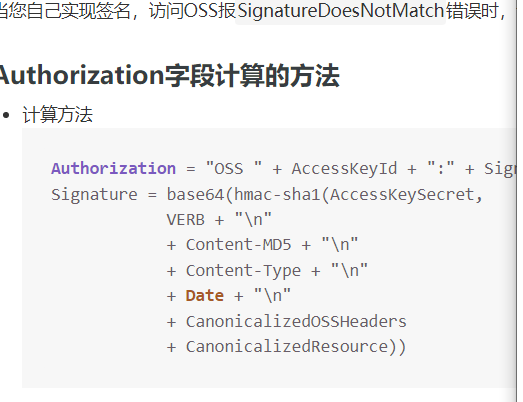 当您自己实现签名，访问OSS报SignatureDoesNotMatch错误时，
Authorization字段计算的方法
• 计算方法
Authorization = "OSS " + AccessKeyId + ":" +
Signature = base64(hmac-sha1(AccessKeySecret,
VERB + "\n"
+ Content-MD5 + "\n"
+ Content-Type + "\n"
+ Date + "\n"
+ CanonicalizedOSSHeaders
+ CanonicalizedResource))